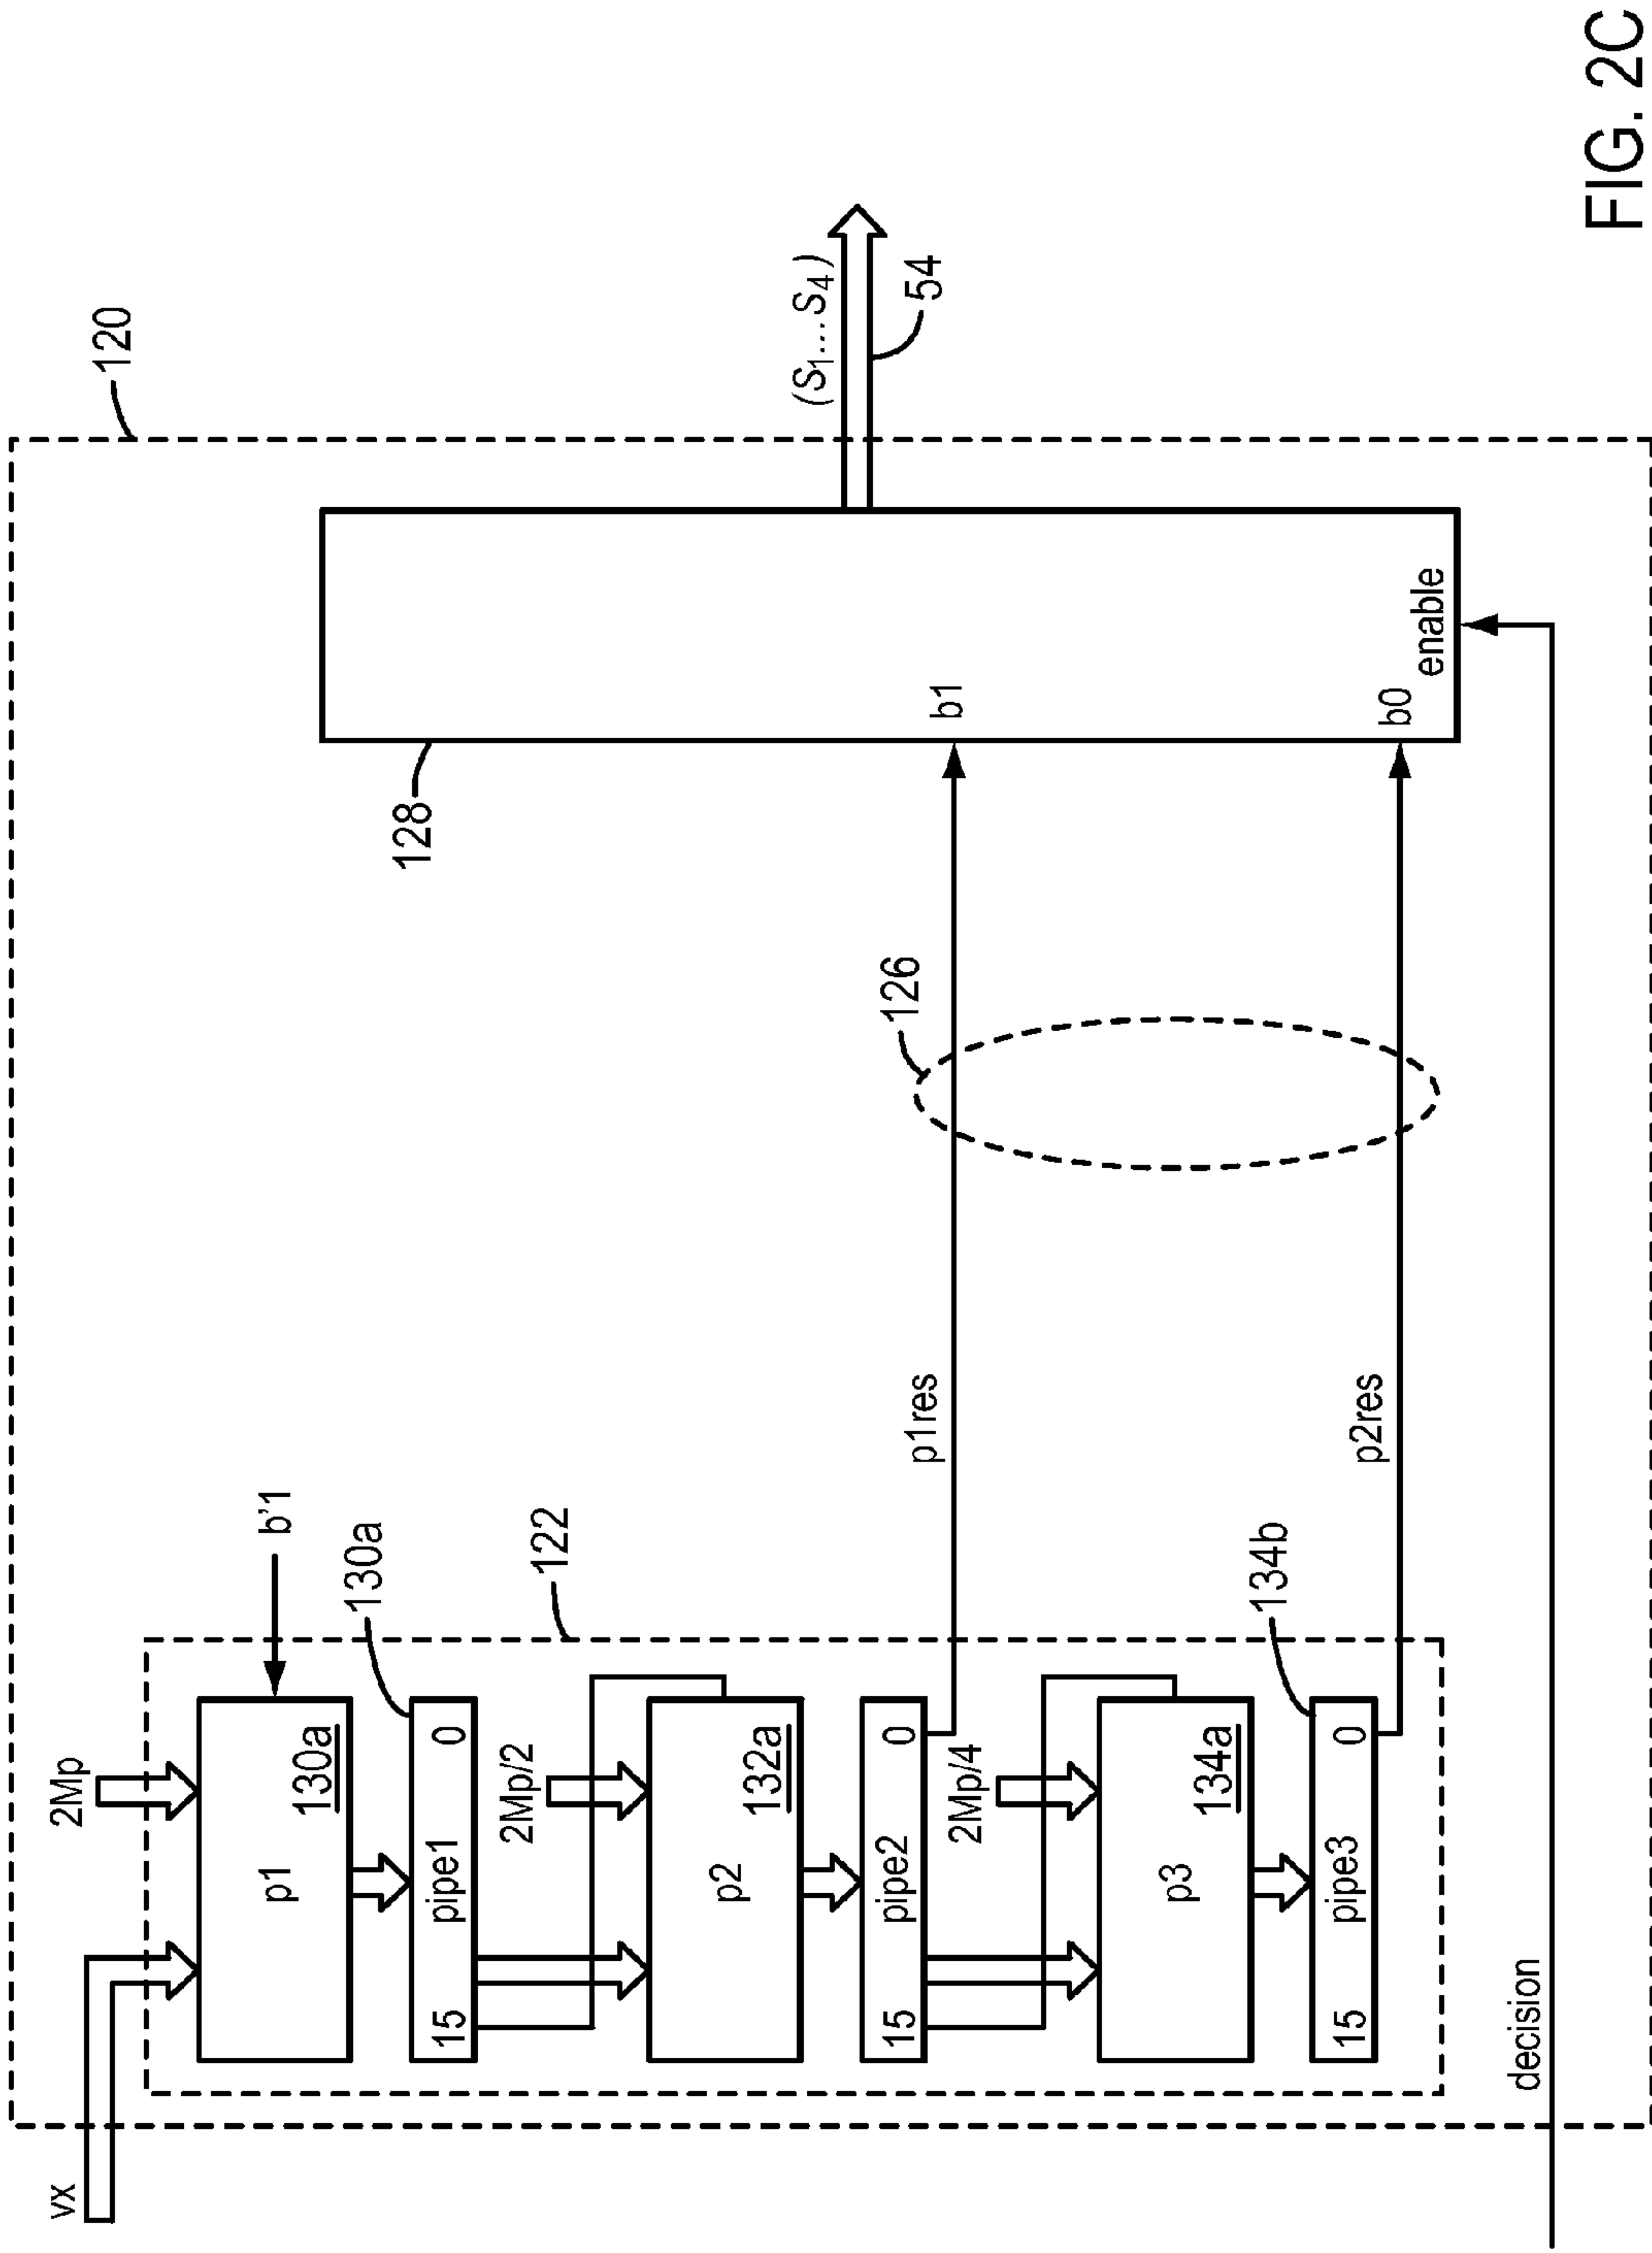 120
vx
2Mp
b'1
p1
130a
130a
pipe1
15 0
122
2Mp/2
p2
132a
pipe2
15 0
p1res
126
2Mp/4
p3
134a
134b
pipe3
15 0
p2res
128
b1
b0
enable
(S1...S4)
54
decision
FIG. 2C